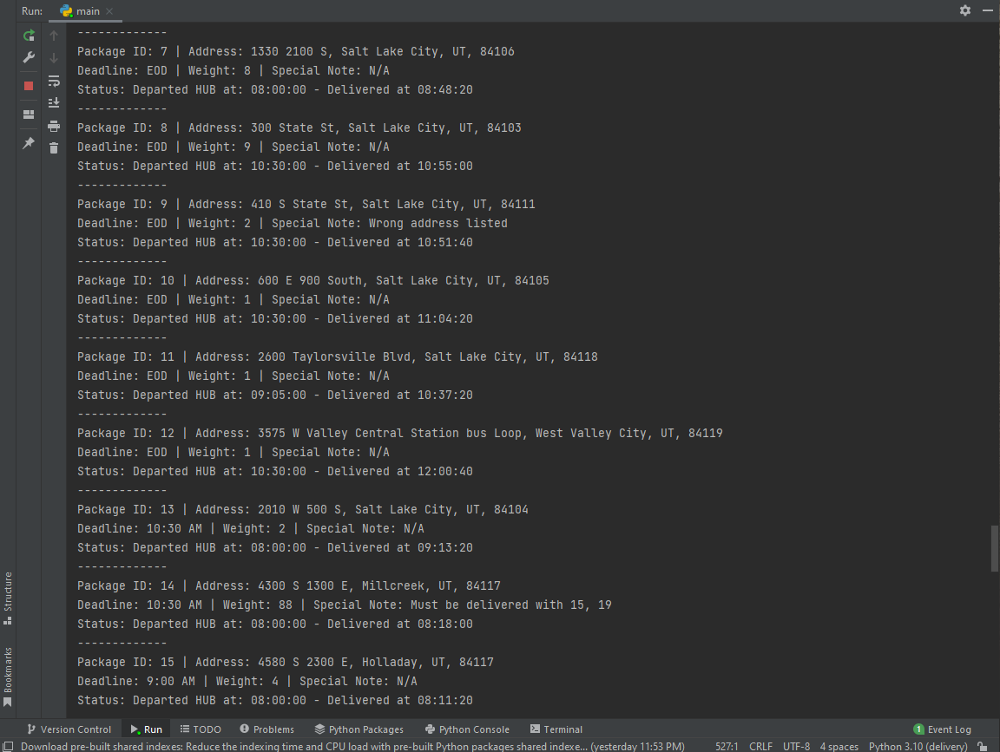 Run: main
-------------
Package ID: 7 | Address: 1330 2100 S, Salt Lake City, UT, 84106
Deadline: EOD | Weight: 8 | Special Note: N/A
Status: Departed HUB at: 08:00:00 - Delivered at 08:48:20
-------------
Package ID: 8 | Address: 300 State St, Salt Lake City, UT, 84103
Deadline: EOD | Weight: 9 | Special Note: N/A
Status: Departed HUB at: 10:30:00 - Delivered at 10:55:00
-------------
Package ID: 9 | Address: 410 S State St, Salt Lake City, UT, 84111
Deadline: EOD | Weight: 2 | Special Note: Wrong address listed
Status: Departed HUB at: 10:30:00 - Delivered at 10:51:40
-------------
Package ID: 10 | Address: 600 E 900 South, Salt Lake City, UT, 84105
Deadline: EOD | Weight: 1 | Special Note: N/A
Status: Departed HUB at: 10:30:00 - Delivered at 11:04:20
-------------
Package ID: 11 | Address: 2600 Taylorsville Blvd, Salt Lake City, UT, 84118
Deadline: EOD | Weight: 1 | Special Note: N/A
Status: Departed HUB at: 09:05:00 - Delivered at 10:37:20
-------------
Package ID: 12 | Address: 3575 W Valley Central Station bus Loop, West Valley City, UT, 84119
Deadline: EOD | Weight: 1 | Special Note: N/A
Status: Departed HUB at: 10:30:00 - Delivered at 12:00:40
-------------
Package ID: 13 | Address: 2010 W 500 S, Salt Lake City, UT, 84104
Deadline: 10:30 AM | Weight: 2 | Special Note: N/A
Status: Departed HUB at: 08:00:00 - Delivered at 09:13:20
-------------
Package ID: 14 | Address: 4300 S 1300 E, Millcreek, UT, 84117
Deadline: 10:30 AM | Weight: 88 | Special Note: Must be delivered with 15, 19
Status: Departed HUB at: 08:00:00 - Delivered at 08:18:00
-------------
Package ID: 15 | Address: 4580 S 2300 E, Holladay, UT, 84117
Deadline: 9:00 AM | Weight: 4 | Special Note: N/A
Status: Departed HUB at: 08:00:00 - Delivered at 08:11:20
Structure
Bookmarks
Version Control Run TODO Problems Python Packages Python Console Terminal 1 Event Log
Download pre-built shared indexes: Reduce the indexing time and CPU load with pre-built Python packages shared indexe... (yesterday 11:53 PM) 527:1 CRLF UTF-8 4 spaces Python 3.10 (delivery)